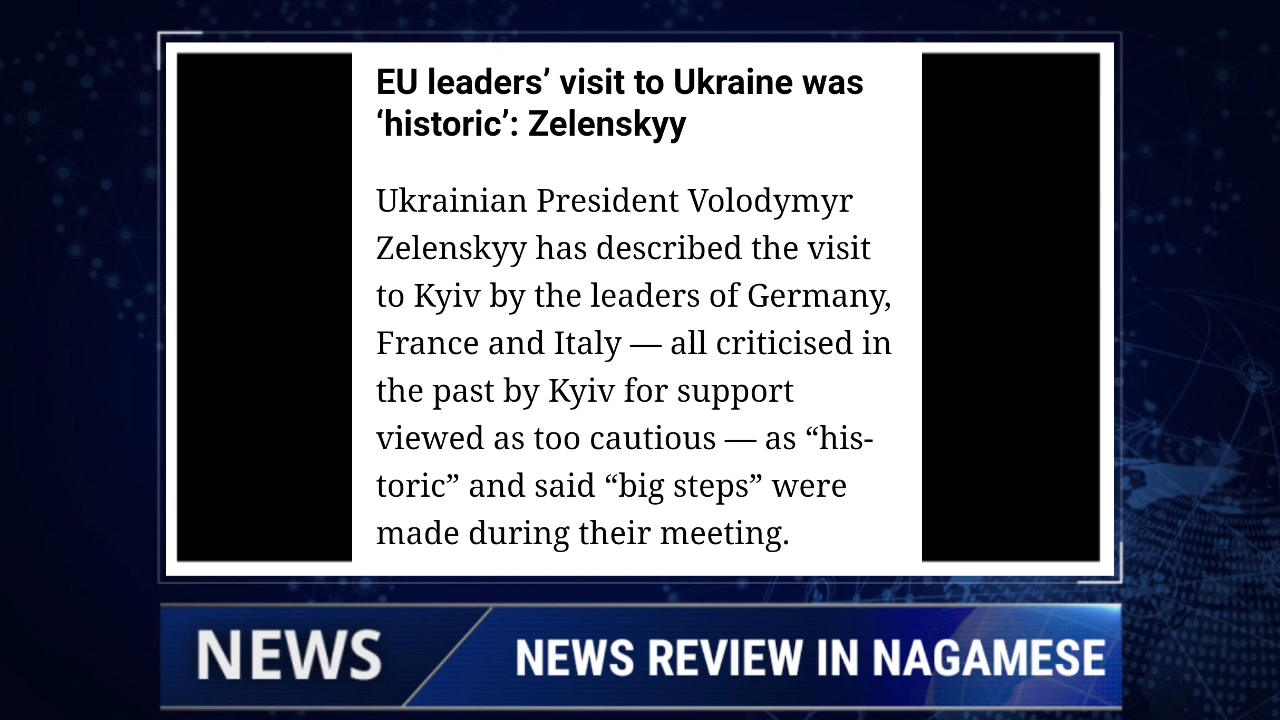 EU leaders’ visit to Ukraine was
‘historic’: Zelenskyy
Ukrainian President Volodymyr
Zelenskyy has described the visit
to Kyiv by the leaders of Germany,
France and Italy — all criticised in
the past by Kyiv for support
viewed as too cautious — as “his-
toric” and said “big steps” were
made during their meeting.
NEWS
NEWS REVIEW IN NAGAMESE